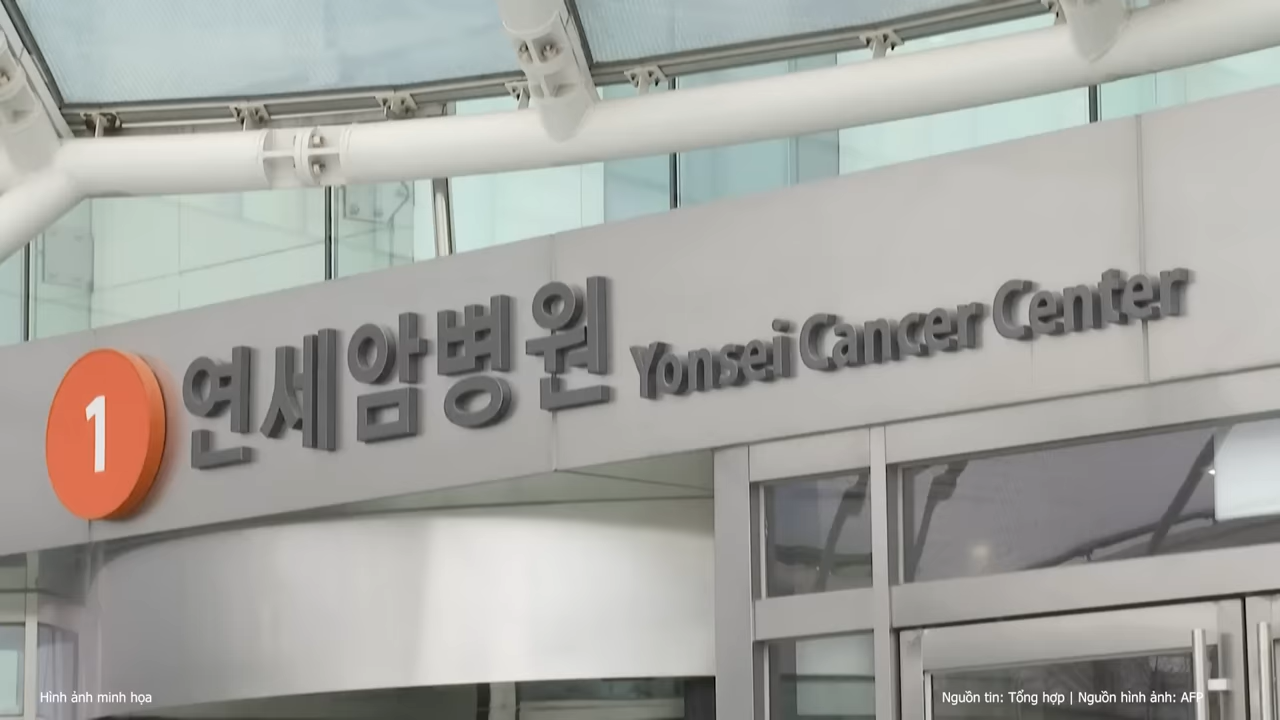 1
연세암병원 Yonsei Cancer Center
Hình ảnh minh họa
Nguồn tin: Tổng hợp | Nguồn hình ảnh: AFP